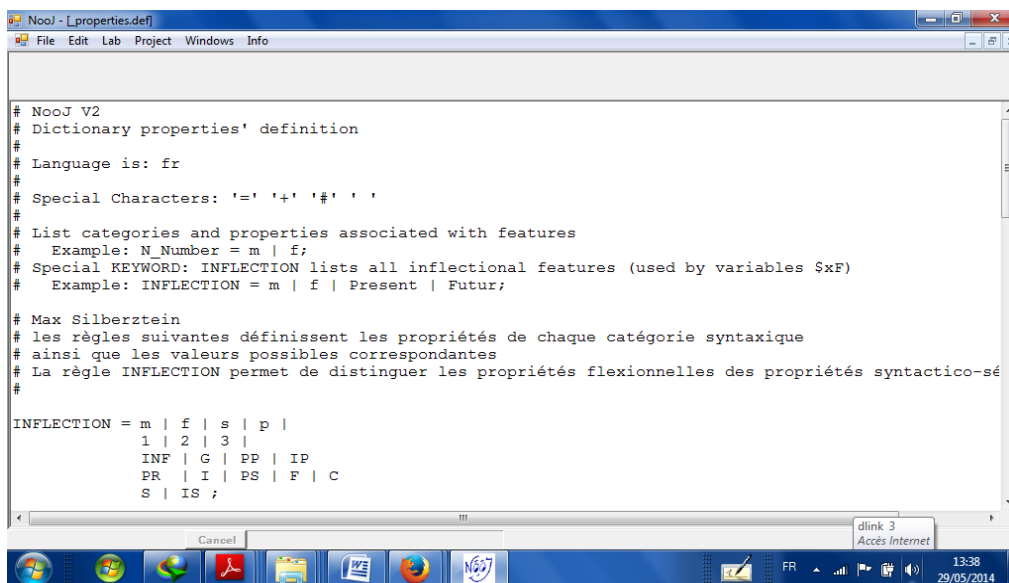 NooJ - [_properties.def]
File Edit Lab Project Windows Info
# NooJ V2
# Dictionary properties' definition
#
# Language is: fr
#
# Special Characters: '=' '+' '#' ' '
#
# List categories and properties associated with features
#   Example: N_Number = m | f;
# Special KEYWORD: INFLECTION lists all inflectional features (used by variables $xF)
#   Example: INFLECTION = m | f | Present | Futur;
# Max Silberztein
# les règles suivantes définissent les propriétés de chaque catégorie syntaxique
# ainsi que les valeurs possibles correspondantes
# La règle INFLECTION permet de distinguer les propriétés flexionnelles des propriétés syntactico-sé
#
INFLECTION = m | f | s | p |
1 | 2 | 3 |
INF | G | PP | IP
PR  | I | PS | F | C
S | IS ;
Cancel
dlink 3
Accès Internet
NooJ
FR
13:38
29/05/2014